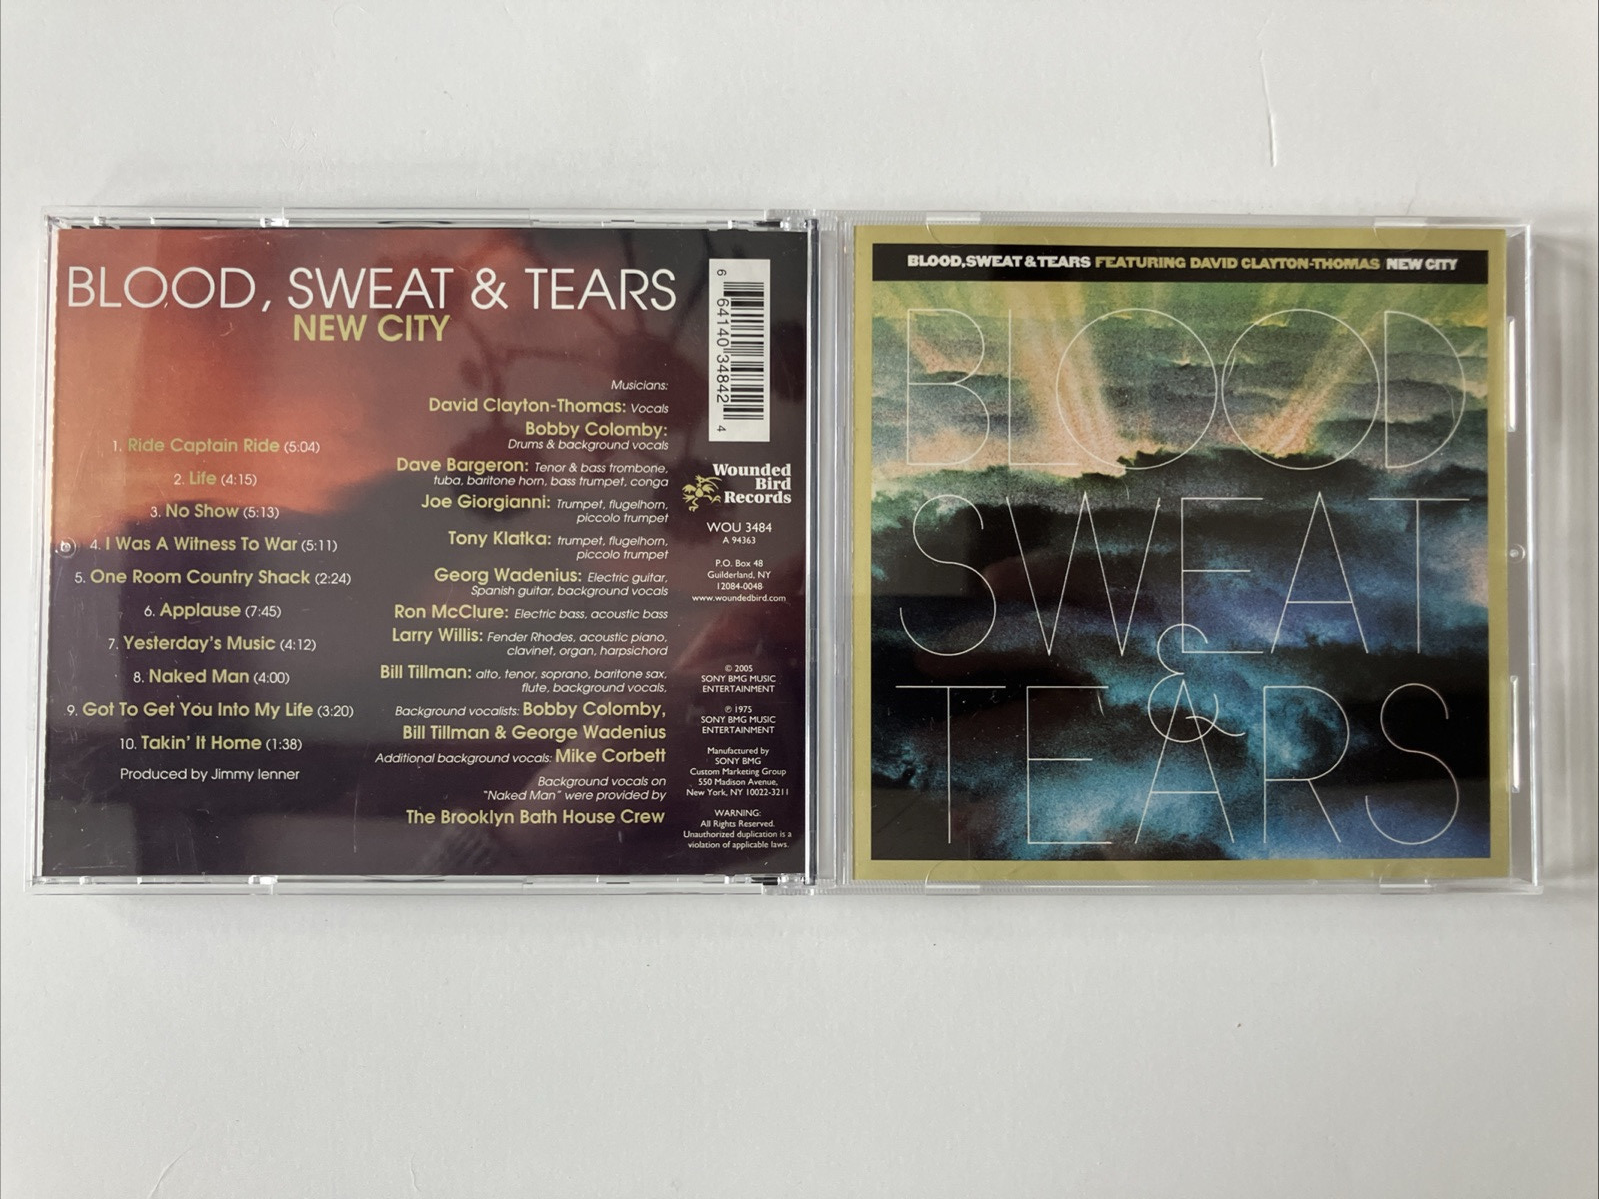 BLOOD, SWEAT & TEARS
NEW CITY
1. Ride Captain Ride (5:04)
2. Life (4:15)
3. No Show (5:13)
4. I Was A Witness To War (5:11)
5. One Room Country Shack (2:24)
6. Applause (7:45)
7. Yesterday's Music (4:12)
8. Naked Man (4:00)
9. Got To Get You Into My Life (3:20)
10. Takin' It Home (1:38)
Produced by Jimmy Ienner
Musicians:
David Clayton-Thomas: Vocals
Bobby Colomby:
Drums & background vocals
Dave Bargeron: Tenor & bass trombone,
tuba, baritone horn, bass trumpet, conga
Joe Giorgianni: Trumpet, flugelhorn,
piccolo trumpet
Tony Klatka: trumpet, flugelhorn,
piccolo trumpet
Georg Wadenius: Electric guitar,
Spanish guitar, background vocals
Ron McClure: Electric bass, acoustic bass
Larry Willis: Fender Rhodes, acoustic piano,
clavinet, organ, harpsichord
Bill Tillman: alto, tenor, soprano, baritone sax,
flute, background vocals,
Background vocalists: Bobby Colomby,
Bill Tillman & George Wadenius
Additional background vocals: Mike Corbett
Background vocals on
"Naked Man" were provided by
The Brooklyn Bath House Crew
6 64140 34842 4
Wounded
Bird
Records
WOU 3484
A 94363
P.O. Box 48
Guilderland, NY
12084-0048
www.woundedbird.com
© 2005
SONY BMG MUSIC
ENTERTAINMENT
℗ 1975
SONY BMG MUSIC
ENTERTAINMENT
Manufactured by
SONY BMG
Custom Marketing Group
550 Madison Avenue,
New York, NY 10022-3211
WARNING:
All Rights Reserved.
Unauthorized duplication is a
violation of applicable laws.
BLOOD, SWEAT & TEARS FEATURING DAVID CLAYTON-THOMAS/NEW CITY
BLOOD
SWEAT
&
TEARS